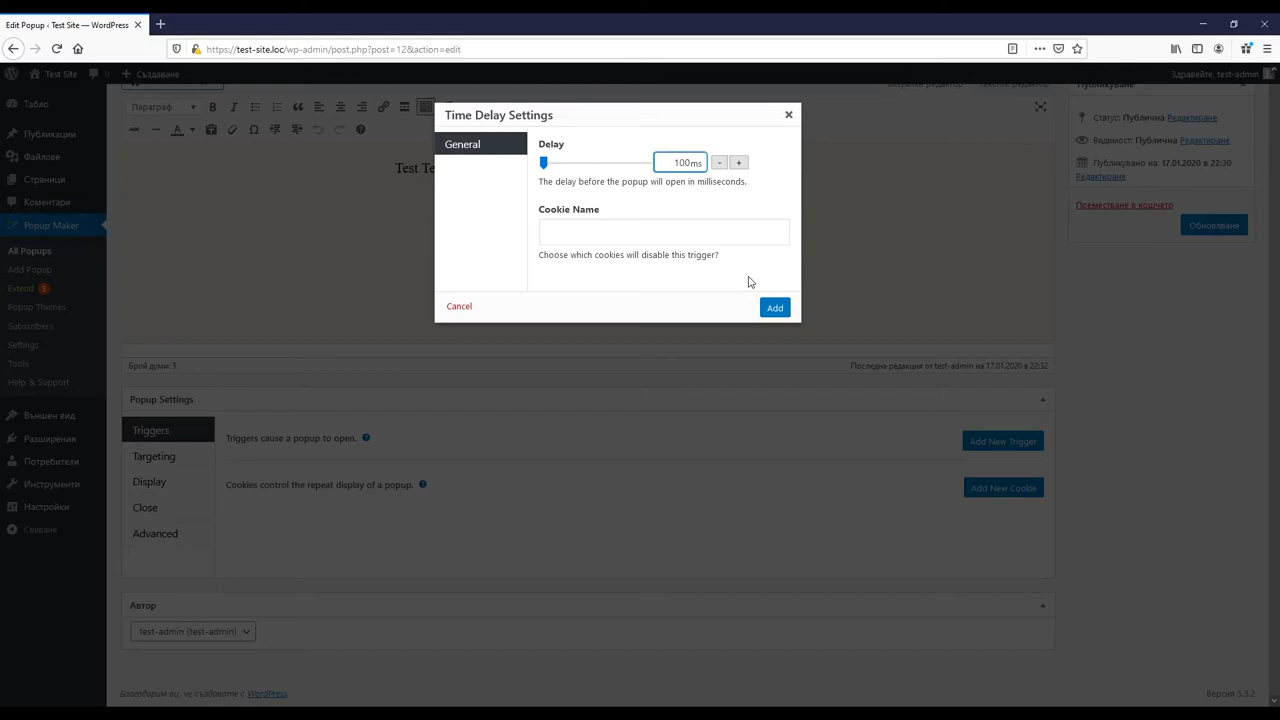 Edit Popup ‹ Test Site — WordPress
https://test-site.loc/wp-admin/post.php?post=12&action=edit
Test Site
0
Създаване
Здравейте, test-admin
Табло
Публикации
Файлове
Страници
Коментари
Popup Maker
All Popups
Add Popup
Extend 5
Popup Themes
Subscribers
Settings
Tools
Help & Support
Външен вид
Разширения
Потребители
Инструменти
Настройки
Свиване
Параграф
Test Te
Time Delay Settings
General
Delay
100ms
- +
The delay before the popup will open in milliseconds.
Cookie Name
Choose which cookies will disable this trigger?
Cancel
Add
Статус: Публична Редактиране
Видимост: Публична Редактиране
Публикувано на: 17.01.2020 в 22:30
Редактиране
Преместване в кошчето
Обновяване
Брой думи: 3
Последна редакция от test-admin на 17.01.2020 в 22:32
Popup Settings
Triggers
Targeting
Display
Close
Advanced
Triggers cause a popup to open.
Add New Trigger
Cookies control the repeat display of a popup.
Add New Cookie
Автор
test-admin (test-admin)
Благодарим ви, че създавате с WordPress.
Версия 5.3.2